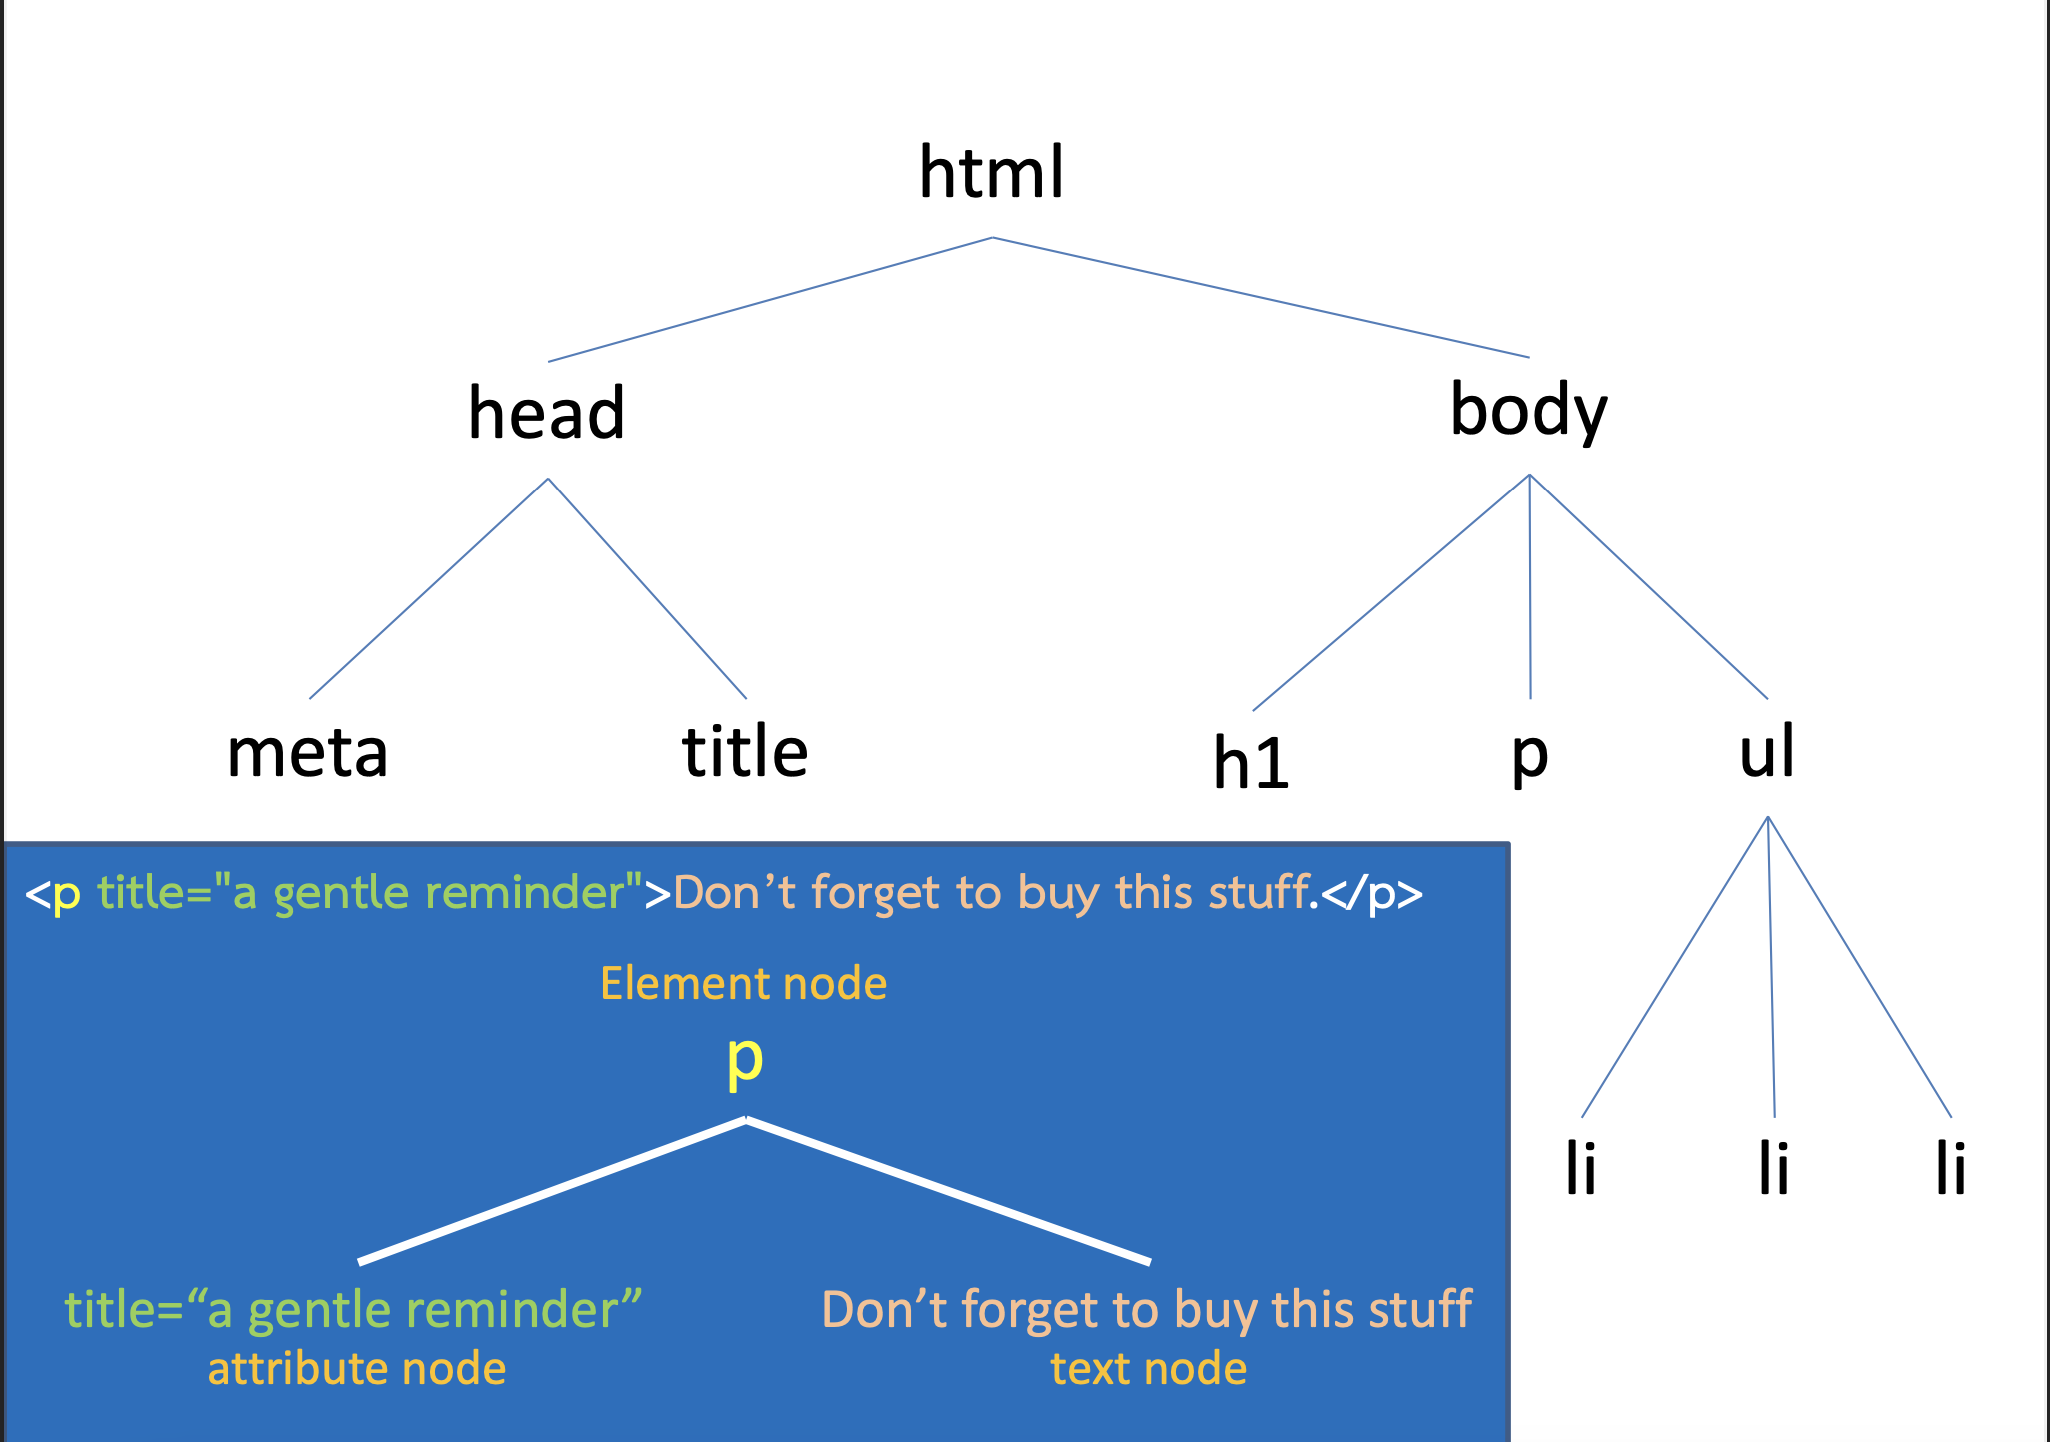 html
head body
meta title h1 p ul
<p title="a gentle reminder">Don’t forget to buy this stuff.</p>
Element node
p
li li li
title=“a gentle reminder” Don’t forget to buy this stuff
attribute node text node